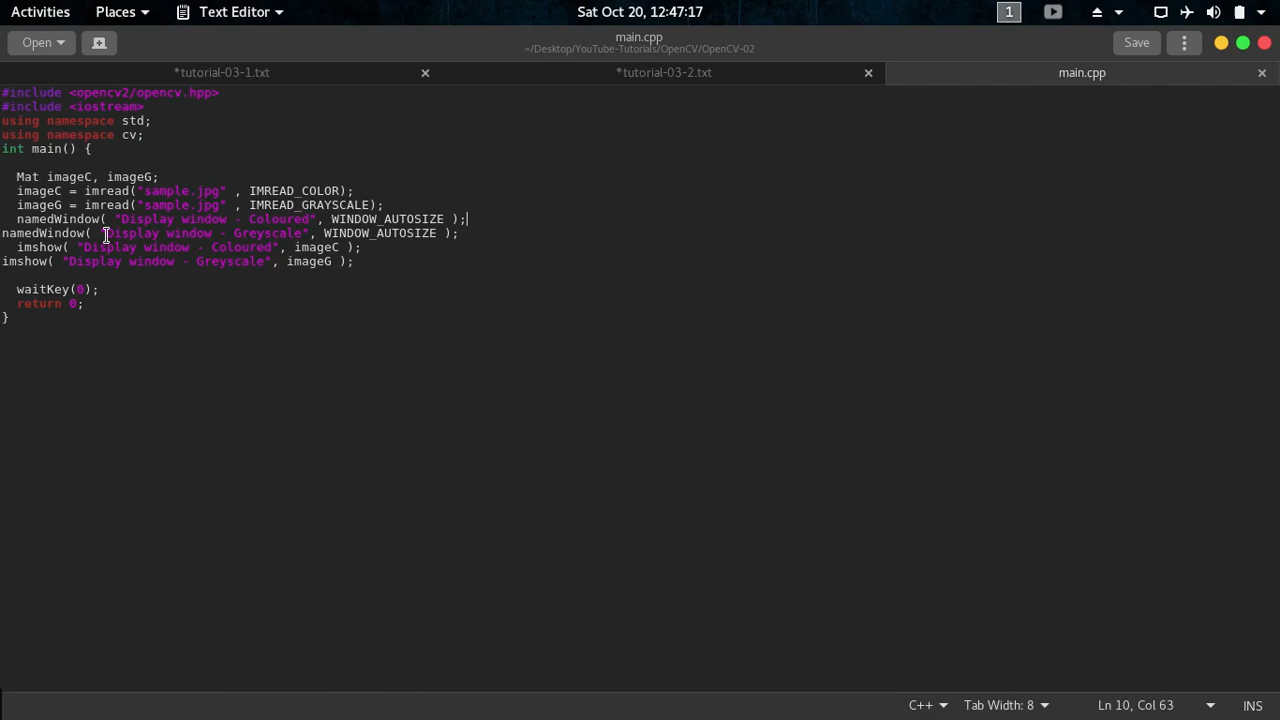 Activities Places Text Editor Sat Oct 20, 12:47:17 1
Open main.cpp Save
~/Desktop/YouTube-Tutorials/OpenCV/OpenCV-02
*tutorial-03-1.txt *tutorial-03-2.txt main.cpp
#include <opencv2/opencv.hpp>
#include <iostream>
using namespace std;
using namespace cv;
int main() {
  Mat imageC, imageG;
  imageC = imread("sample.jpg" , IMREAD_COLOR);
  imageG = imread("sample.jpg" , IMREAD_GRAYSCALE);
  namedWindow( "Display window - Coloured", WINDOW_AUTOSIZE );
namedWindow( "Display window - Greyscale", WINDOW_AUTOSIZE );
  imshow( "Display window - Coloured", imageC );
imshow( "Display window - Greyscale", imageG );
  waitKey(0);
  return 0;
}
C++ Tab Width: 8 Ln 10, Col 63 INS